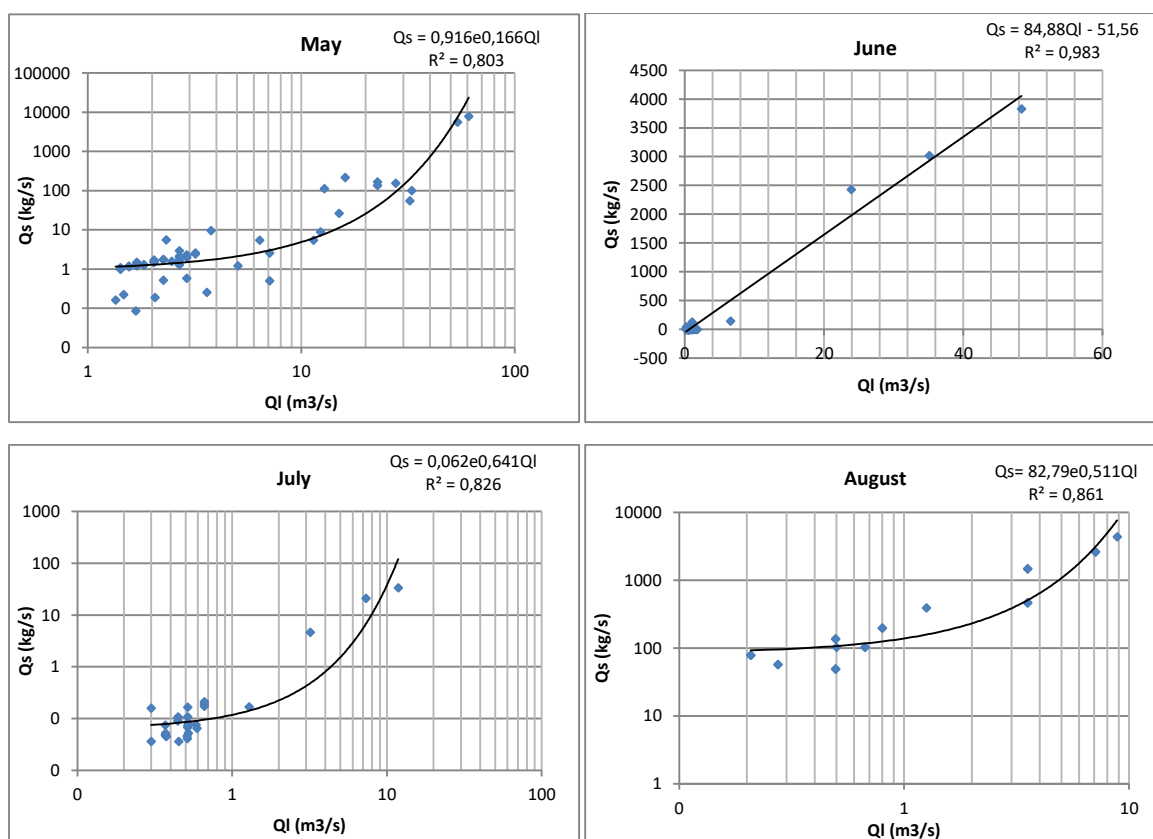 May
Qs = 0,916e0,166Ql
R² = 0,803
100000
10000
1000
100
10
1
0
0
1
10
100
Qs (kg/s)
Ql (m3/s)
June
Qs = 84,88Ql - 51,56
R² = 0,983
4500
4000
3500
3000
2500
2000
1500
1000
500
0
-500
0
20
40
60
Qs (kg/s)
Ql (m3/s)
July
Qs = 0,062e0,641Ql
R² = 0,826
1000
100
10
1
0
0
0
1
10
100
Qs (kg/s)
Ql (m3/s)
August
Qs= 82,79e0,511Ql
R² = 0,861
10000
1000
100
10
1
0
1
10
Qs (kg/s)
Ql (m3/s)